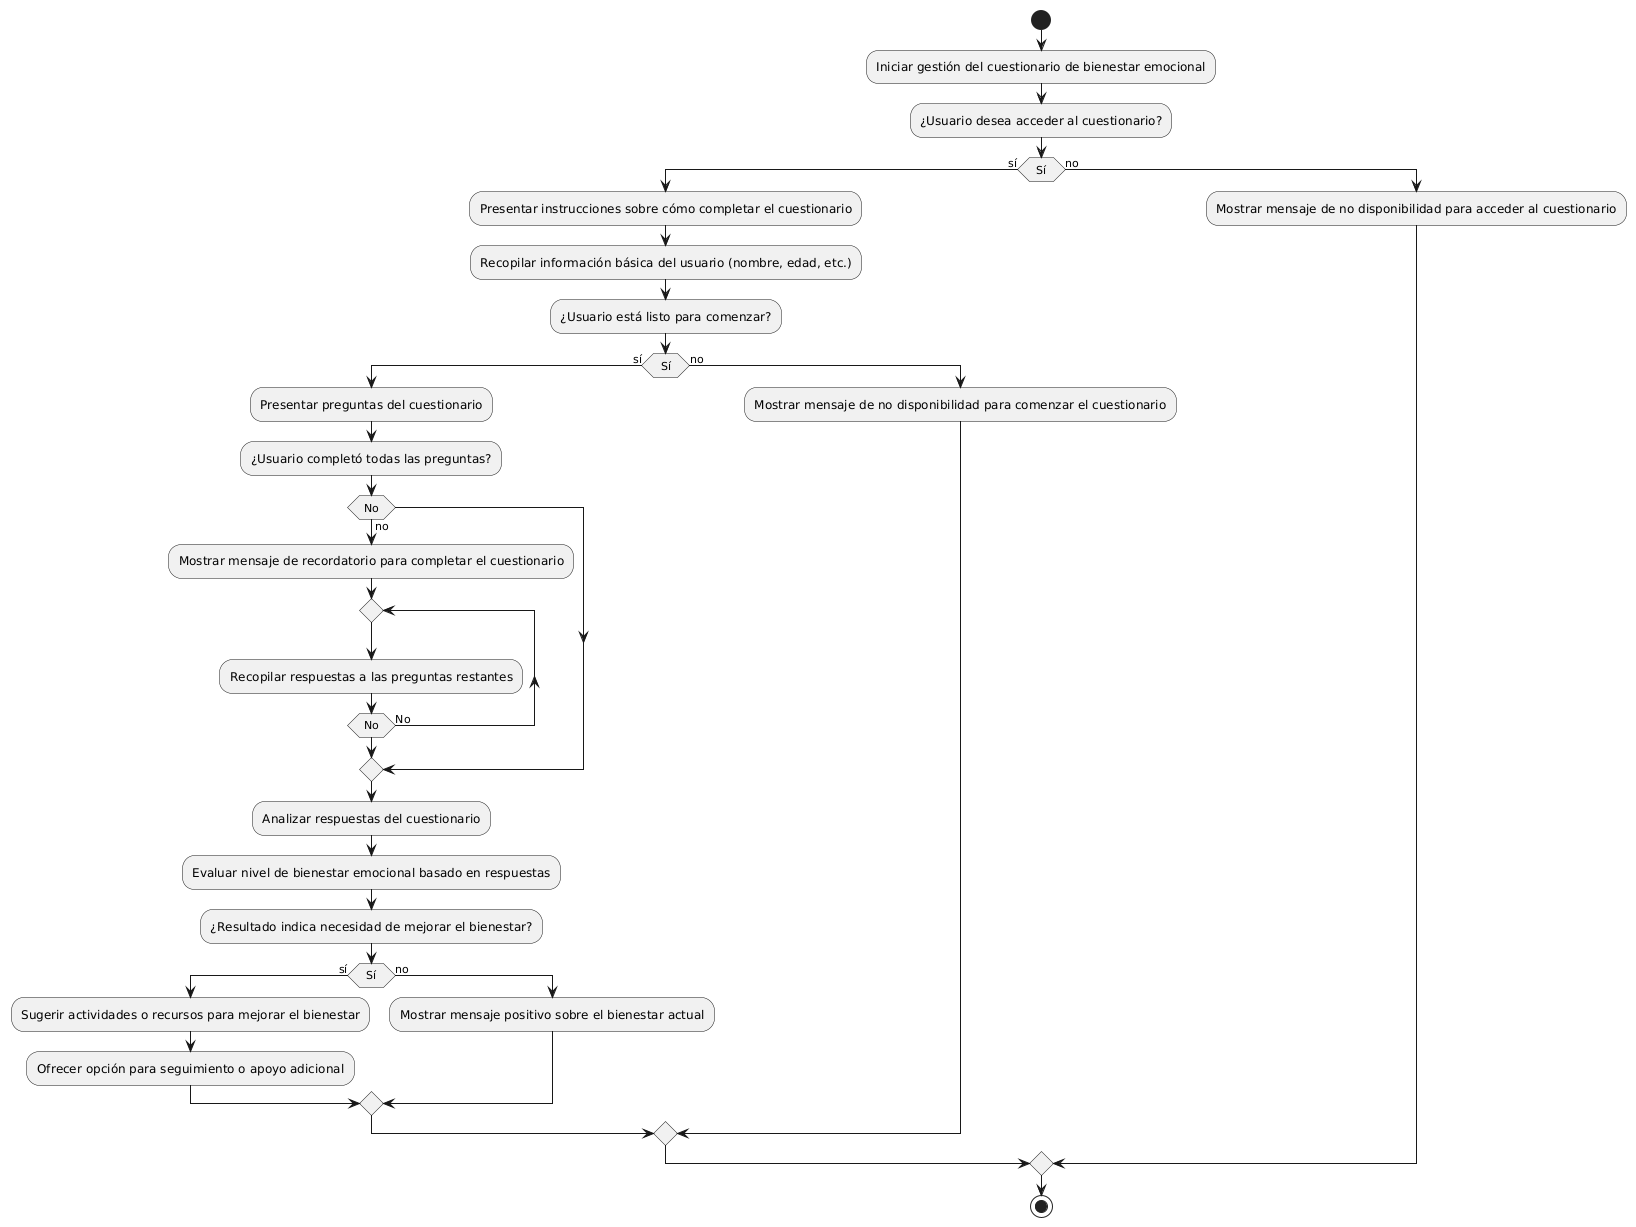 Iniciar gestión del cuestionario de bienestar emocional
¿Usuario desea acceder al cuestionario?
sí
Sí
no
Presentar instrucciones sobre cómo completar el cuestionario
Mostrar mensaje de no disponibilidad para acceder al cuestionario
Recopilar información básica del usuario (nombre, edad, etc.)
¿Usuario está listo para comenzar?
sí
Sí
no
Presentar preguntas del cuestionario
Mostrar mensaje de no disponibilidad para comenzar el cuestionario
¿Usuario completó todas las preguntas?
No
no
Mostrar mensaje de recordatorio para completar el cuestionario
Recopilar respuestas a las preguntas restantes
No
No
Analizar respuestas del cuestionario
Evaluar nivel de bienestar emocional basado en respuestas
¿Resultado indica necesidad de mejorar el bienestar?
sí
Sí
no
Sugerir actividades o recursos para mejorar el bienestar
Mostrar mensaje positivo sobre el bienestar actual
Ofrecer opción para seguimiento o apoyo adicional